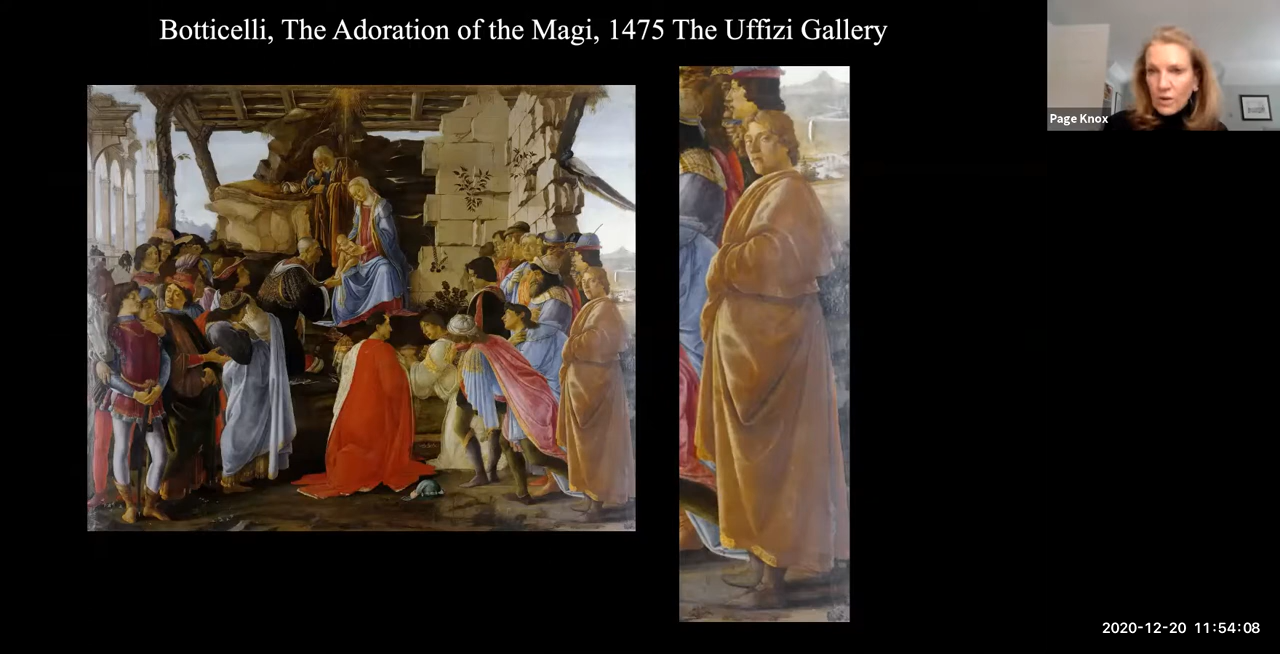 Botticelli, The Adoration of the Magi, 1475 The Uffizi Gallery
Page Knox
2020-12-20 11:54:08